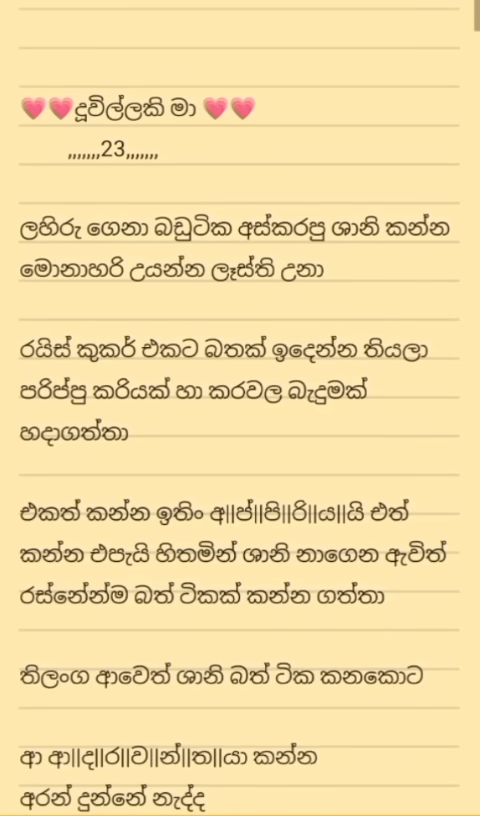 💗💗දූවිල්ලකි මා 💗💗
,,,,,,,23,,,,,,,
ලහිරු ගෙනා බඩුටික අස්කරපු ශානි කන්න
මොනාහරි උයන්න ලෑස්ති උනා
රයිස් කුකර් එකට බතක් ඉදෙන්න තියලා
පරිප්පු කරියක් හා කරවල බැදුමක්
හදාගත්තා
එකත් කන්න ඉතිං අ||ප්||පි||රි||ය||යි එත්
කන්න එපැයි හිතමින් ශානි නාගෙන ඇවිත්
රස්නේන්ම බත් ටිකක් කන්න ගත්තා
තිලංග ආවෙත් ශානි බත් ටික කනකොට
ආ ආ||ද||ර||ව||න්||ත||යා කන්න
අරන් දුන්නේ නැද්ද